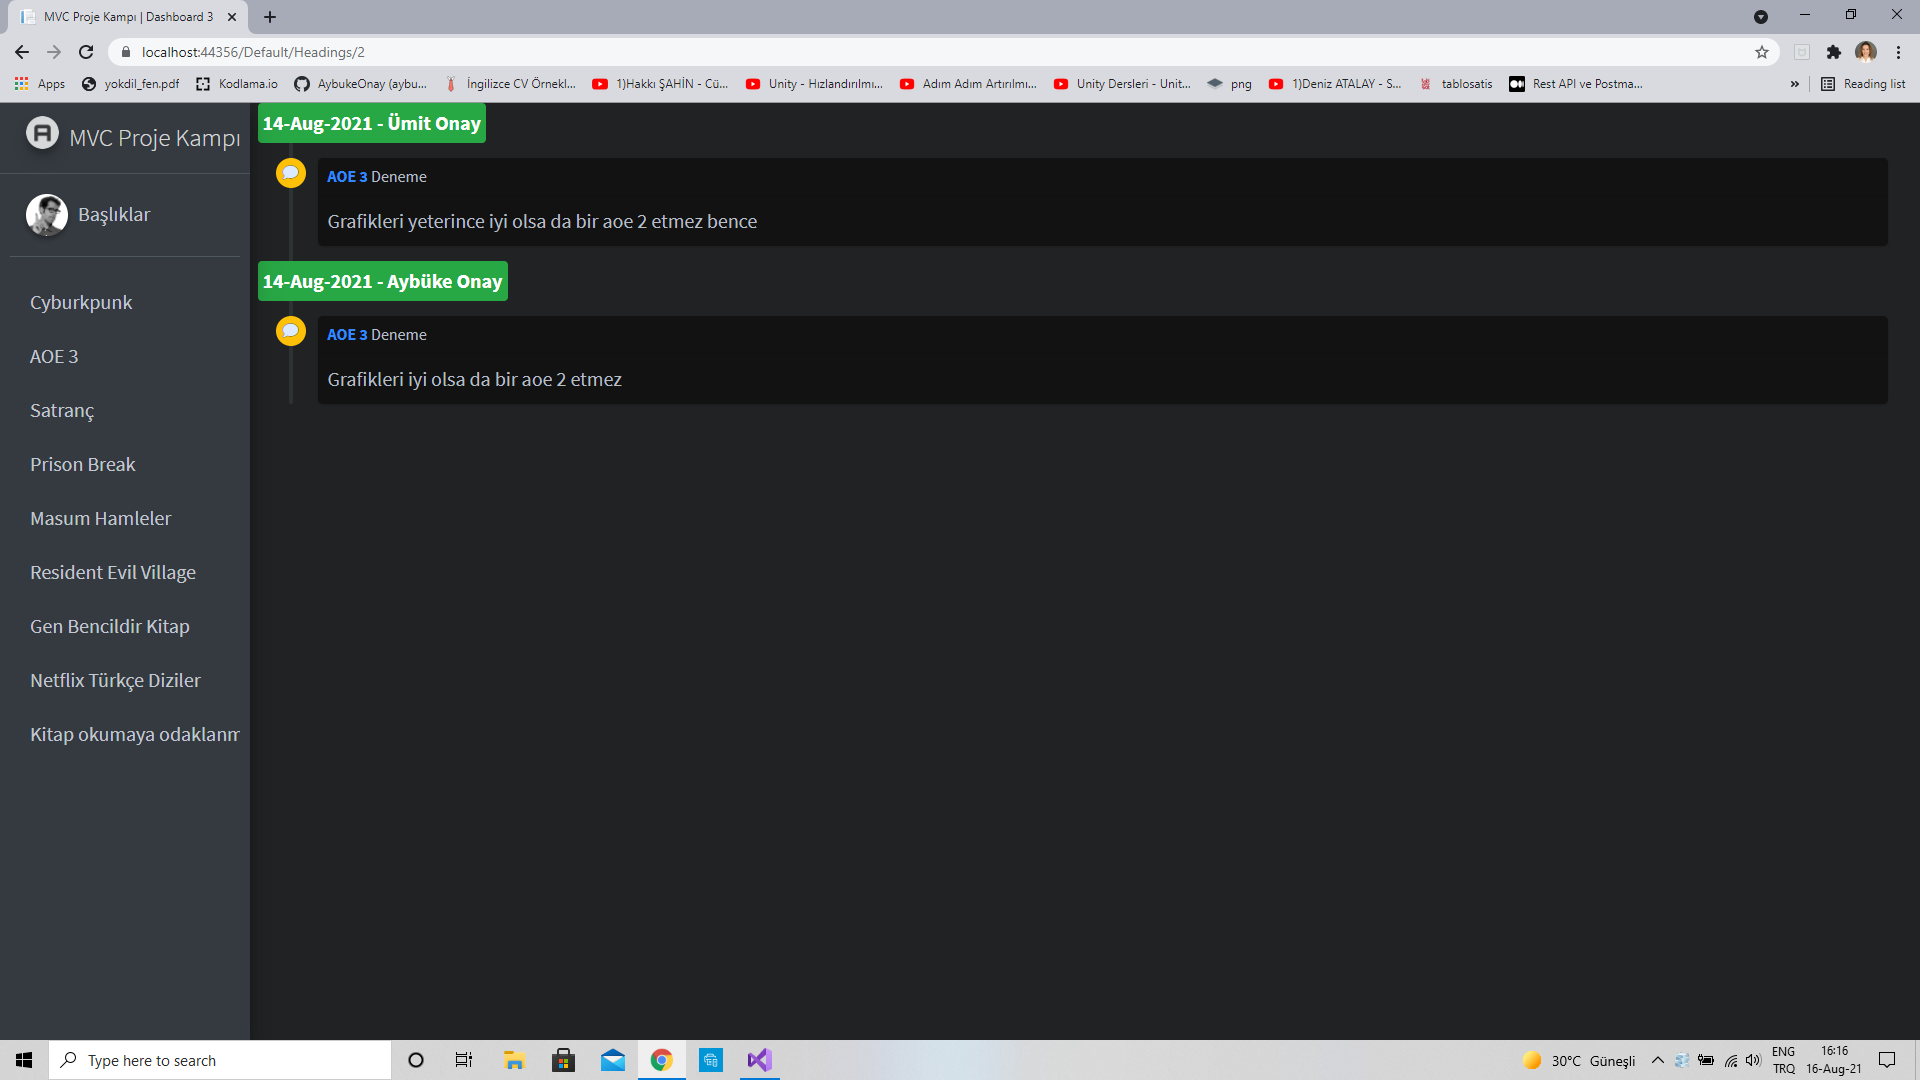 MVC Proje Kampı | Dashboard 3
localhost:44356/Default/Headings/2
Apps yokdil_fen.pdf Kodlama.io AybukeOnay (aybu... İngilizce CV Örnekl... 1)Hakkı ŞAHİN - Cü... Unity - Hızlandırılmı... Adım Adım Artırılmı... Unity Dersleri - Unit... png 1)Deniz ATALAY - S... tablosatis Rest API ve Postma... » Reading list
MVC Proje Kampı
Başlıklar
Cyburkpunk
AOE 3
Satranç
Prison Break
Masum Hamleler
Resident Evil Village
Gen Bencildir Kitap
Netflix Türkçe Diziler
Kitap okumaya odaklanm
14-Aug-2021 - Ümit Onay
AOE 3 Deneme
Grafikleri yeterince iyi olsa da bir aoe 2 etmez bence
14-Aug-2021 - Aybüke Onay
AOE 3 Deneme
Grafikleri iyi olsa da bir aoe 2 etmez
Type here to search
30°C Güneşli
ENG
TRQ
16:16
16-Aug-21